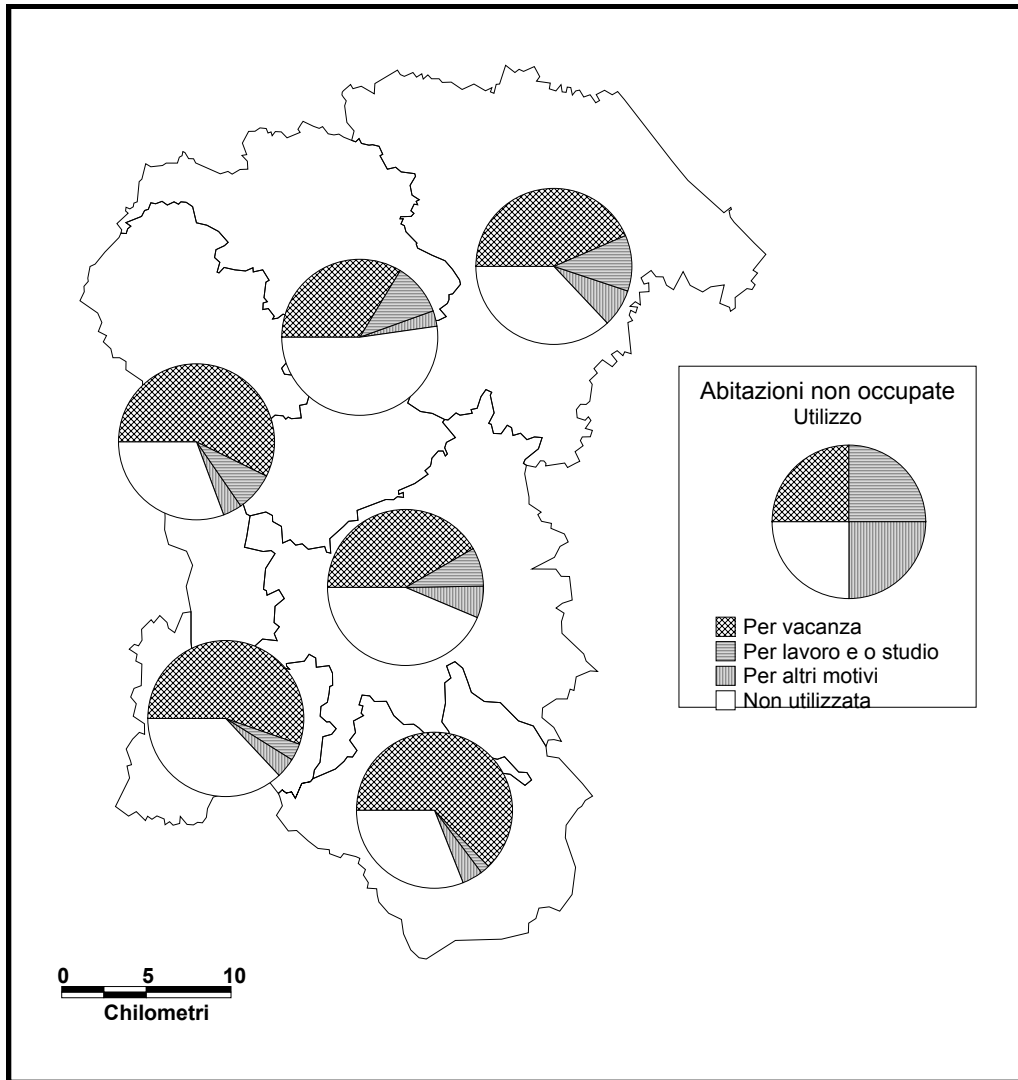 Abitazioni non occupate
Utilizzo
Per vacanza
Per lavoro e o studio
Per altri motivi
Non utilizzata
0 5 10
Chilometri